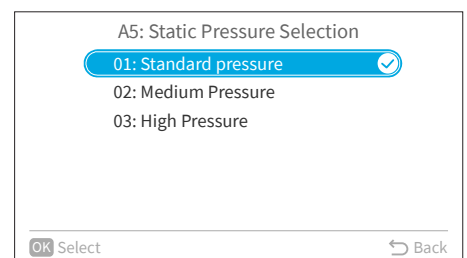 A5: Static Pressure Selection
01: Standard pressure
02: Medium Pressure
03: High Pressure
OK Select
Back